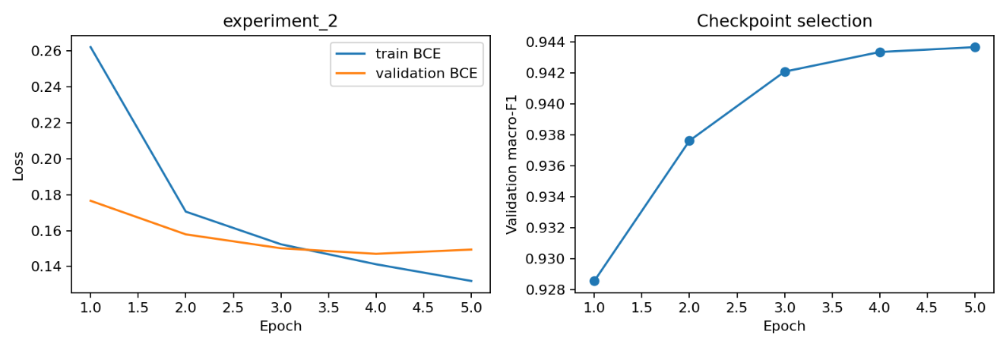 experiment_2
Loss
0.26
0.24
0.22
0.20
0.18
0.16
0.14
train BCE
validation BCE
1.0 1.5 2.0 2.5 3.0 3.5 4.0 4.5 5.0
Epoch
Checkpoint selection
Validation macro-F1
0.944
0.942
0.940
0.938
0.936
0.934
0.932
0.930
0.928
1.0 1.5 2.0 2.5 3.0 3.5 4.0 4.5 5.0
Epoch